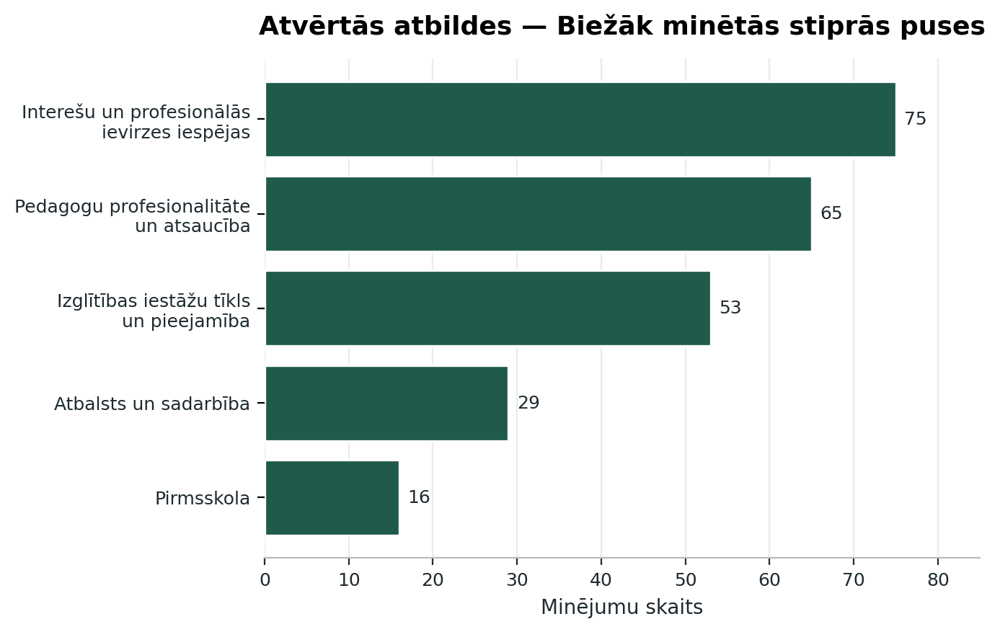 Atvērtās atbildes — Biežāk minētās stiprās puses
Interešu un profesionālās
ievirzes iespējas
75
Pedagogu profesionalitāte
un atsaucība
65
Izglītības iestāžu tīkls
un pieejamība
53
Atbalsts un sadarbība
29
Pirmsskola
16
0 10 20 30 40 50 60 70 80
Minējumu skaits